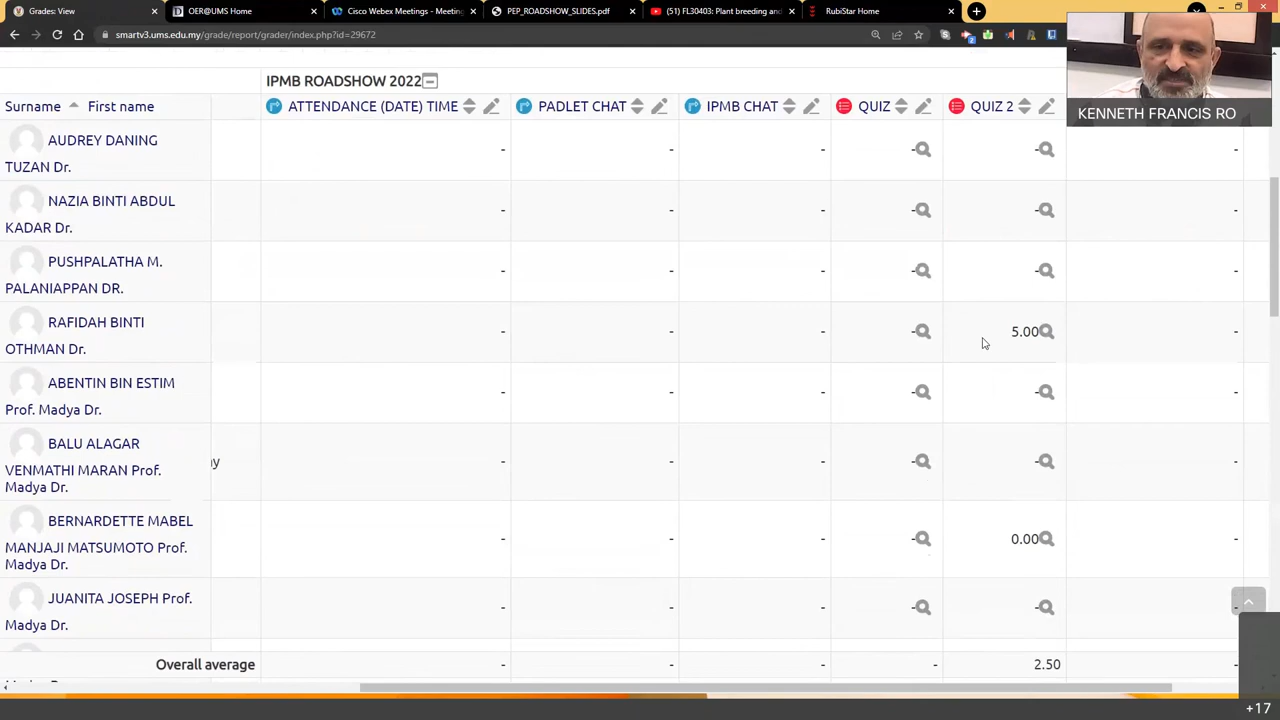 Grades: View
OER@UMS Home
Cisco Webex Meetings - Meeting
PEP_ROADSHOW_SLIDES.pdf
(51) FL30403: Plant breeding and
RubiStar Home
smartv3.ums.edu.my/grade/report/grader/index.php?id=29672
KENNETH FRANCIS RO
IPMB ROADSHOW 2022
Surname First name ATTENDANCE (DATE) TIME PADLET CHAT IPMB CHAT QUIZ QUIZ 2
AUDREY DANING
TUZAN Dr.
- - - - - -
NAZIA BINTI ABDUL
KADAR Dr.
- - - - - -
PUSHPALATHA M.
PALANIAPPAN DR.
- - - - - -
RAFIDAH BINTI
OTHMAN Dr.
- - - - 5.00 -
ABENTIN BIN ESTIM
Prof. Madya Dr.
- - - - - -
BALU ALAGAR
VENMATHI MARAN Prof.
Madya Dr.
ny
- - - - - -
BERNARDETTE MABEL
MANJAJI MATSUMOTO Prof.
Madya Dr.
- - - - 0.00 -
JUANITA JOSEPH Prof.
Madya Dr.
- - - - - -
Overall average - - - - 2.50 -
+17